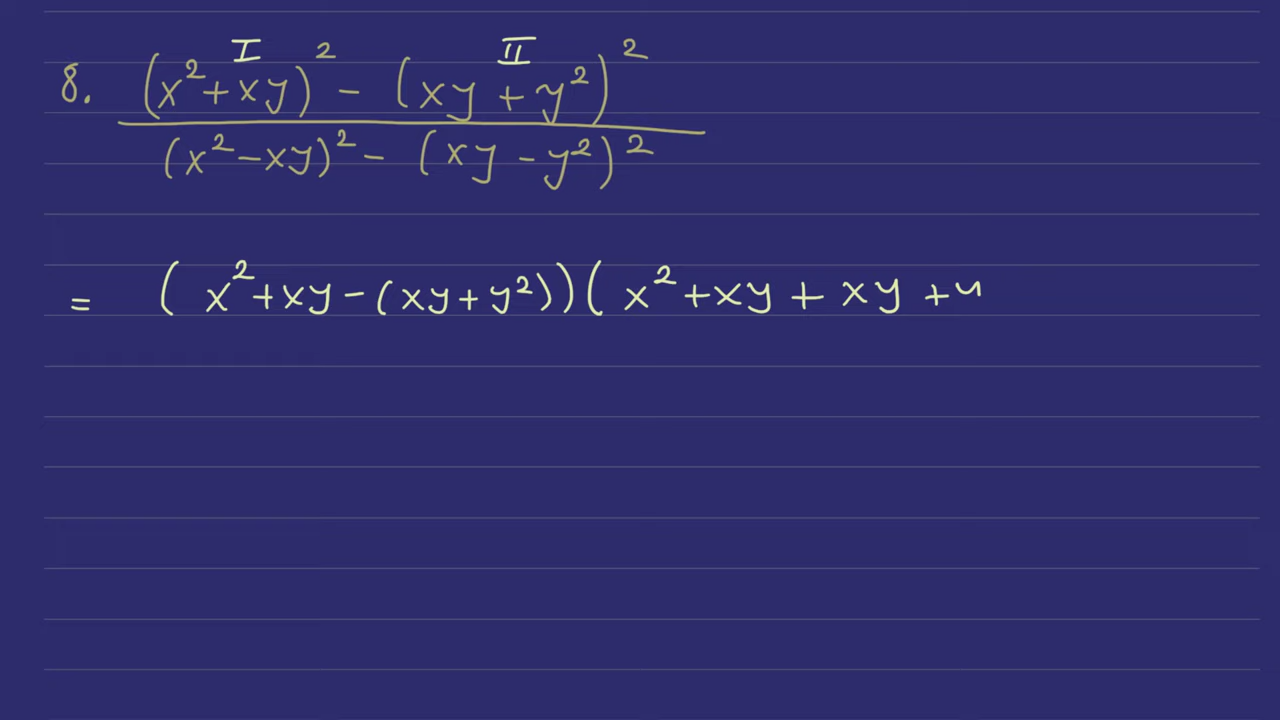 I II
8. (x²+xy)² - (xy + y²)²
(x²-xy)² - (xy - y²)²
= (x²+xy-(xy+y²))(x²+xy + xy +